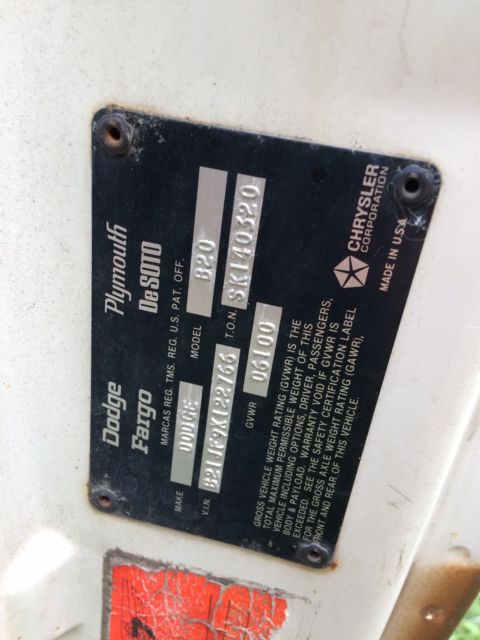 Dodge Plymouth
Fargo DeSOTO
MARCAS REG. TMS. REG. U.S. PAT. OFF.
MAKE DODGE MODEL B20
V.I.N. T.O.N. SK140320
GVWR 06100
GROSS VEHICLE WEIGHT RATING (GVWR) IS THE
TOTAL MAXIMUM PERMISSIBLE WEIGHT OF THIS
VEHICLE INCLUDING OPTIONS, DRIVER, PASSENGERS,
BODY & PAYLOAD. WARRANTY VOID IF GVWR IS
EXCEEDED. SEE THE SAFETY CERTIFICATION LABEL
FOR THE GROSS AXLE WEIGHT RATING (GAWR),
FRONT AND REAR OF THIS VEHICLE.
CHRYSLER
CORPORATION
MADE IN U.S.A.